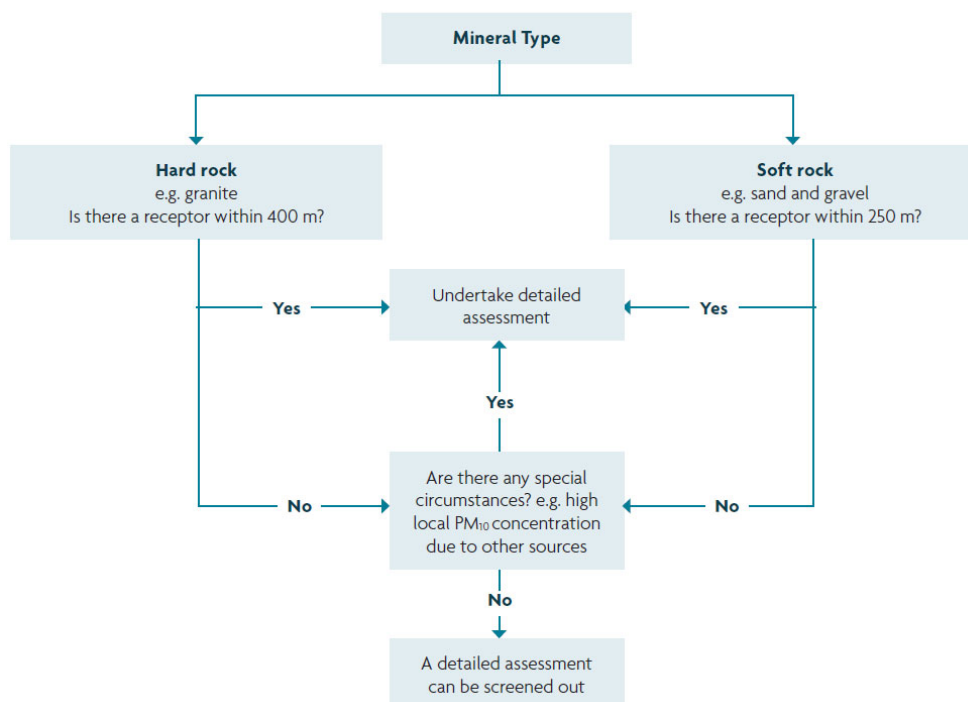 Mineral Type
Hard rock
e.g. granite
Is there a receptor within 400 m?
Soft rock
e.g. sand and gravel
Is there a receptor within 250 m?
Yes
Undertake detailed
assessment
Yes
Yes
No
Are there any special
circumstances? e.g. high
local PM₁₀ concentration
due to other sources
No
No
A detailed assessment
can be screened out